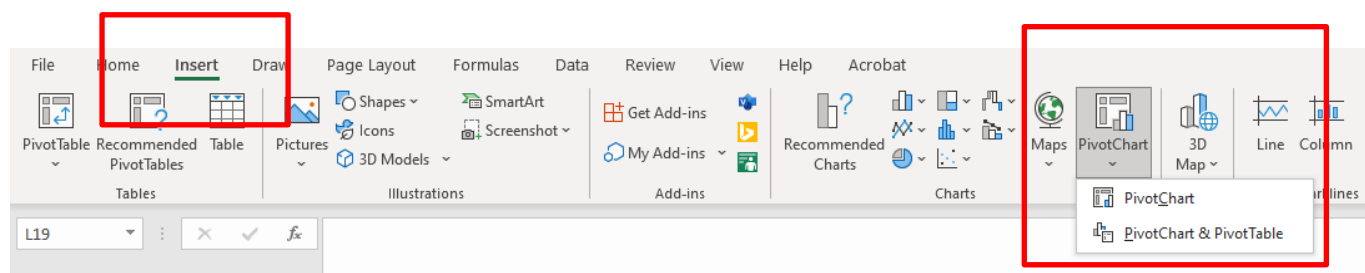 File Home Insert Draw Page Layout Formulas Data Review View Help Acrobat
PivotTable
Recommended
PivotTables
Table
Tables
Pictures
Shapes
Icons
3D Models
SmartArt
Screenshot
Illustrations
Get Add-ins
My Add-ins
Add-ins
Recommended
Charts
Maps
PivotChart
Charts
3D
Map
Line
Column
PivotChart
PivotChart & PivotTable
L19
fx